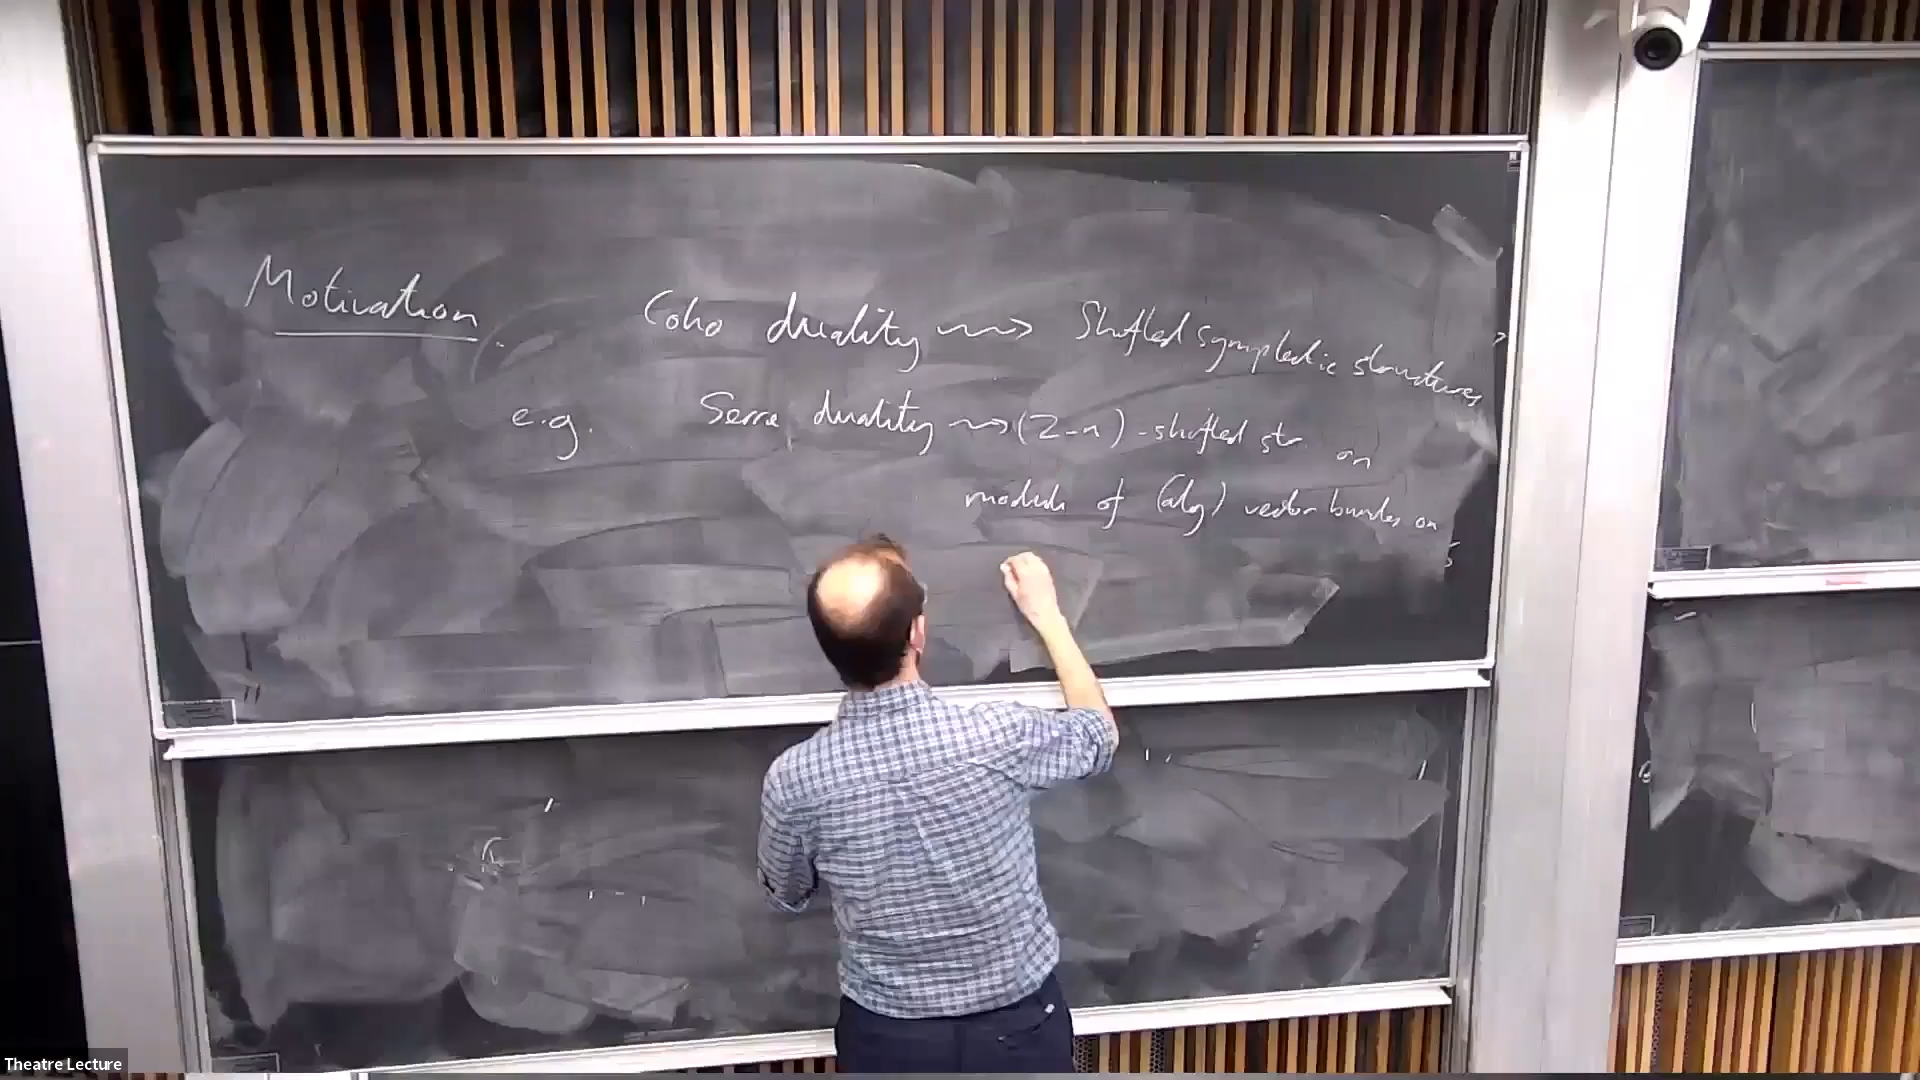 Motivation
Coho duality ⇝ Shifted symplectic structures
e.g. Serre duality ⇝ (2-n)-shifted str on
moduli of (alg) vector bundles on
Theatre Lecture